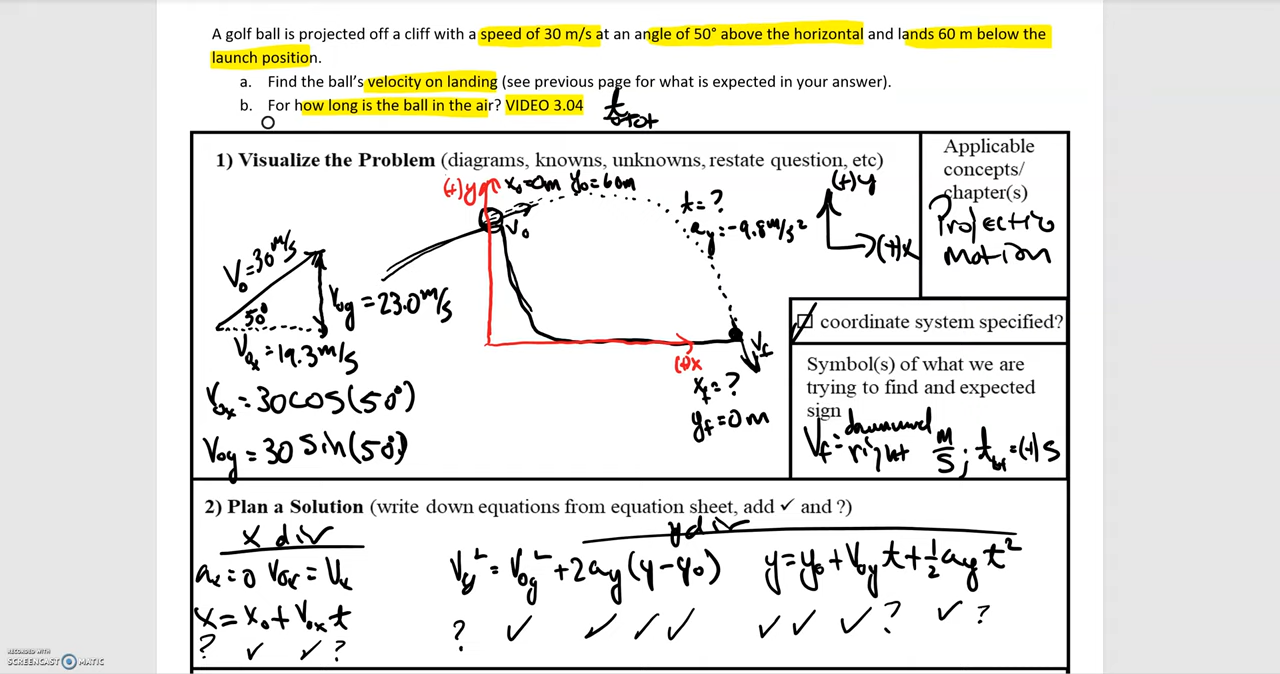 A golf ball is projected off a cliff with a speed of 30 m/s at an angle of 50° above the horizontal and lands 60 m below the
launch position.
a. Find the ball's velocity on landing (see previous page for what is expected in your answer).
b. For how long is the ball in the air? VIDEO 3.04
t tot
1) Visualize the Problem (diagrams, knowns, unknowns, restate question, etc)
Applicable
concepts/
chapter(s)
Projectile
motion
(+)y x₀=0m y₀=60m
V₀
t=?
ay=-9.8m/s²
(+)y
(+)x
V₀=30m/s
50°
V₀y=23.0m/s
V₀x=19.3m/s
V₀x=30cos(50°)
V₀y=30sin(50°)
Vf
(+)x
xf=?
yf=0m
coordinate system specified?
Symbol(s) of what we are
trying to find and expected
sign
Vf= downward
right m/s; t tot=(+)s
2) Plan a Solution (write down equations from equation sheet, add ✓ and ?)
x dir
y dir
ax=0 V₀x=Vx
Vy²=V₀y²+2ay(y-y₀) y=y₀+V₀yt+½ayt²
x=x₀+V₀xt
? ✓ ✓ ✓ ✓ ✓ ✓ ✓ ? ✓ ?
? ✓ ✓ ?
RECORDED WITH
SCREENCAST MATIC